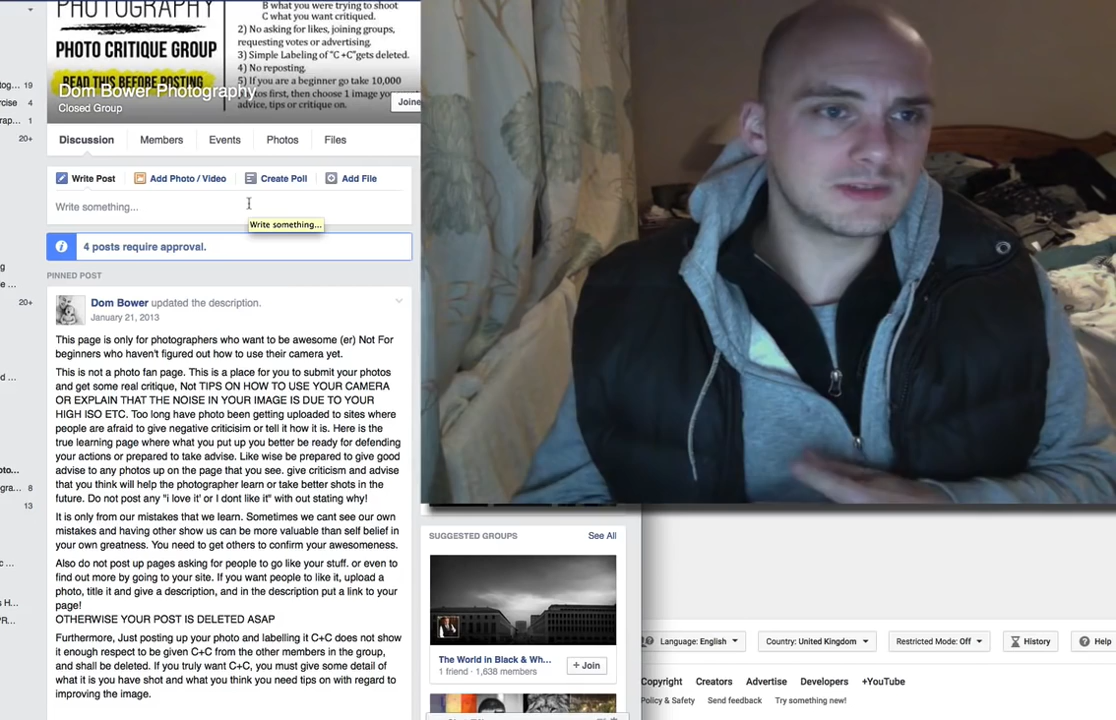 PHOTOGRAPHY
PHOTO CRITIQUE GROUP
READ THIS BEFORE POSTING
B what you were trying to shoot
C what you want critiqued.
2) No asking for likes, joining groups,
requesting votes or advertising.
3) Simple Labeling of "C +C"gets deleted.
4) No reposting.
5) If you are a beginner go take 10,000
first, then choose 1 image
advice, tips or critique on.
Dom Bower Photography
Closed Group
Joine
Discussion Members Events Photos Files
Write Post Add Photo / Video Create Poll Add File
Write something...
Write something...
4 posts require approval.
PINNED POST
Dom Bower updated the description.
January 21, 2013
This page is only for photographers who want to be awesome (er) Not For
beginners who haven't figured out how to use their camera yet.
This is not a photo fan page. This is a place for you to submit your photos
and get some real critique, Not TIPS ON HOW TO USE YOUR CAMERA
OR EXPLAIN THAT THE NOISE IN YOUR IMAGE IS DUE TO YOUR
HIGH ISO ETC. Too long have photo been getting uploaded to sites where
people are afraid to give negative criticisim or tell it how it is. Here is the
true learning page where what you put up you better be ready for defending
your actions or prepared to take advise. Like wise be prepared to give good
advise to any photos up on the page that you see. give criticism and advise
that you think will help the photographer learn or take better shots in the
future. Do not post any "i love it' or I dont like it" with out stating why!
It is only from our mistakes that we learn. Sometimes we cant see our own
mistakes and having other show us can be more valuable than self belief in
your own greatness. You need to get others to confirm your awesomeness.
Also do not post up pages asking for people to go like your stuff. or even to
find out more by going to your site. If you want people to like it, upload a
photo, title it and give a description, and in the description put a link to your
page!
OTHERWISE YOUR POST IS DELETED ASAP
Furthermore, Just posting up your photo and labelling it C+C does not show
it enough respect to be given C+C from the other members in the group,
and shall be deleted. If you truly want C+C, you must give some detail of
what it is you have shot and what you think you need tips on with regard to
improving the image.
tog... 19
rcise 4
rap... 1
20+
g
e ...
20+
d ...
oto...
gra... 8
13
c ...
s H...
PR...
SUGGESTED GROUPS See All
The World in Black & Wh...
1 friend · 1,638 members
+ Join
Language: English Country: United Kingdom Restricted Mode: Off History Help
Copyright Creators Advertise Developers +YouTube
Policy & Safety Send feedback Try something new!